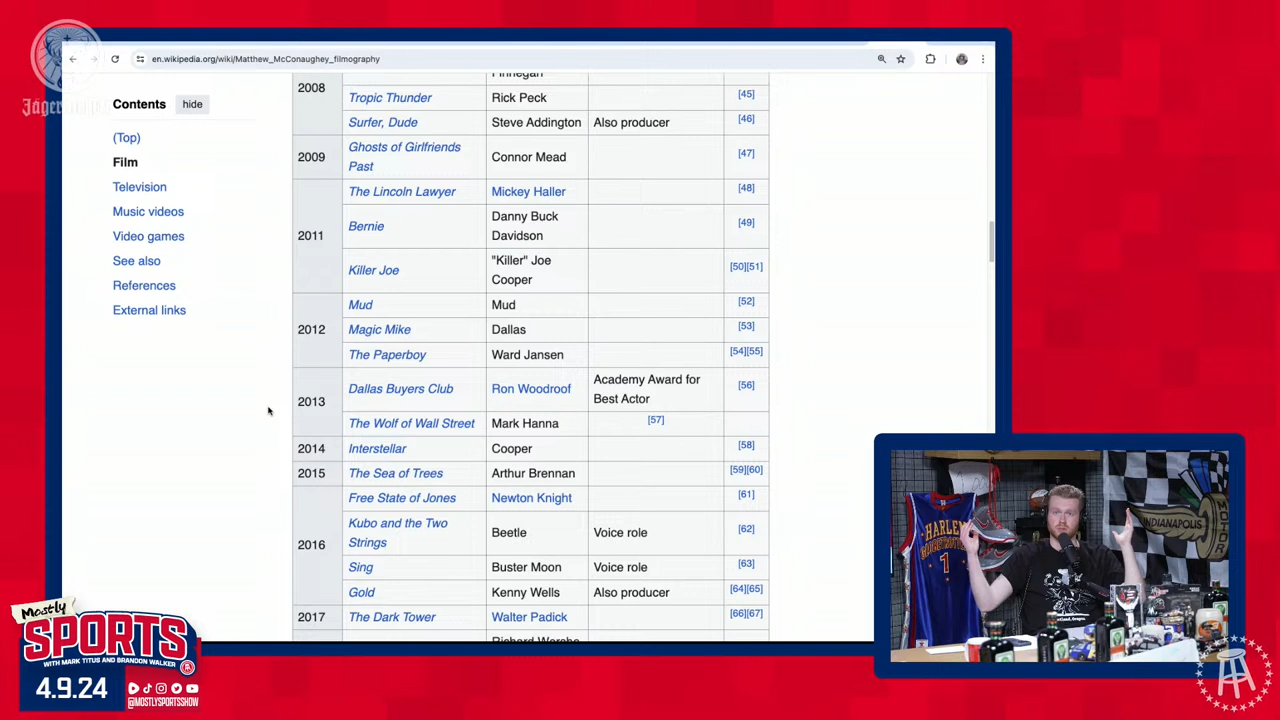 en.wikipedia.org/wiki/Matthew_McConaughey_filmography
Contents hide
(Top)
Film
Television
Music videos
Video games
See also
References
External links
2008
Finnegan
Tropic Thunder Rick Peck [45]
Surfer, Dude Steve Addington Also producer [46]
2009 Ghosts of Girlfriends
Past Connor Mead [47]
2011
The Lincoln Lawyer Mickey Haller [48]
Bernie Danny Buck
Davidson [49]
Killer Joe "Killer" Joe
Cooper [50][51]
2012
Mud Mud [52]
Magic Mike Dallas [53]
The Paperboy Ward Jansen [54][55]
2013
Dallas Buyers Club Ron Woodroof Academy Award for
Best Actor [56]
The Wolf of Wall Street Mark Hanna [57]
2014 Interstellar Cooper [58]
2015 The Sea of Trees Arthur Brennan [59][60]
2016
Free State of Jones Newton Knight [61]
Kubo and the Two
Strings Beetle Voice role [62]
Sing Buster Moon Voice role [63]
Gold Kenny Wells Also producer [64][65]
2017 The Dark Tower Walter Padick [66][67]
HARLEM
1
INDIANAPOLIS
MOTOR
Mostly
SPORTS
WITH MARK TITUS AND BRANDON WALKER
4.9.24
@MOSTLYSPORTSSHOW